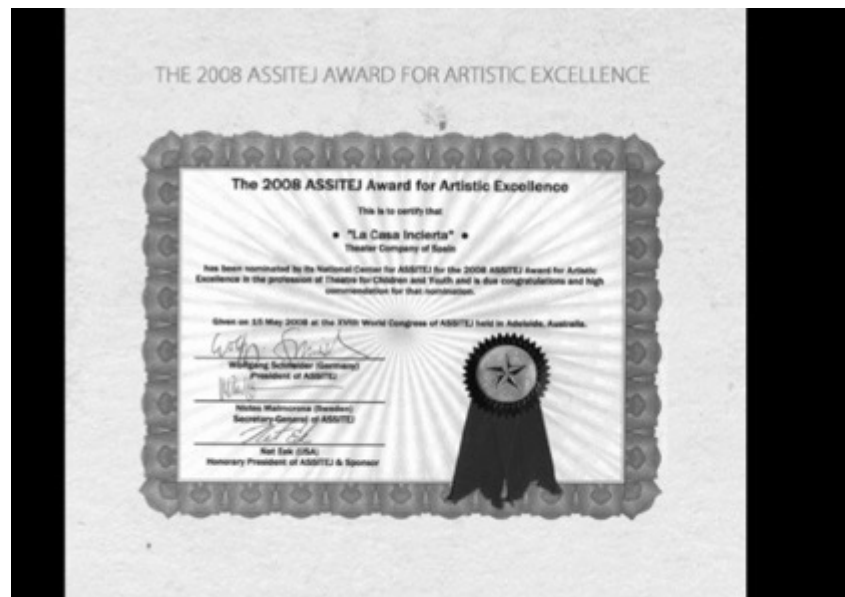 THE 2008 ASSITEJ AWARD FOR ARTISTIC EXCELLENCE
The 2008 ASSITEJ Award for Artistic Excellence
This is to certify that
• "La Casa Incierta" •
Theater Company of Spain
has been nominated by its National Center for ASSITEJ for the 2008 ASSITEJ Award for Artistic
Excellence in the profession of Theatre for Children and Youth and is due congratulations and high
commendation for that nomination.
Given on 15 May 2008 at the XVIth World Congress of ASSITEJ held in Adelaide, Australia.
Wolfgang Schneider (Germany)
President of ASSITEJ
Niclas Malmcrona (Sweden)
Secretary-General of ASSITEJ
Nat Eek (USA)
Honorary President of ASSITEJ & Sponsor